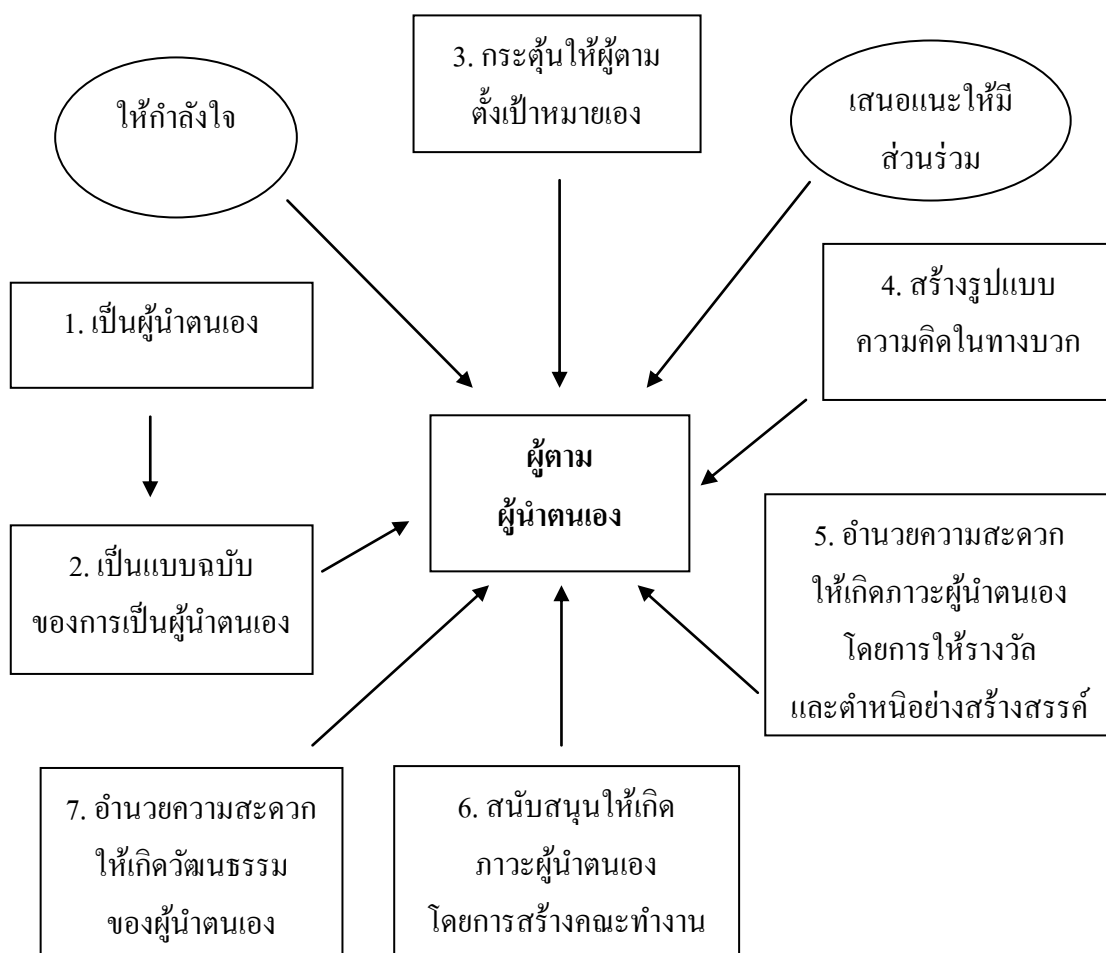 3. กระตุ้นให้ผู้ตาม
ตั้งเป้าหมายเอง
ให้กำลังใจ
เสนอแนะให้มี
ส่วนร่วม
1. เป็นผู้นำตนเอง
4. สร้างรูปแบบ
ความคิดในทางบวก
ผู้ตาม
ผู้นำตนเอง
2. เป็นแบบฉบับ
ของการเป็นผู้นำตนเอง
5. อำนวยความสะดวก
ให้เกิดภาวะผู้นำตนเอง
โดยการให้รางวัล
และตำหนิอย่างสร้างสรรค์
7. อำนวยความสะดวก
ให้เกิดวัฒนธรรม
ของผู้นำตนเอง
6. สนับสนุนให้เกิด
ภาวะผู้นำตนเอง
โดยการสร้างคณะทำงาน